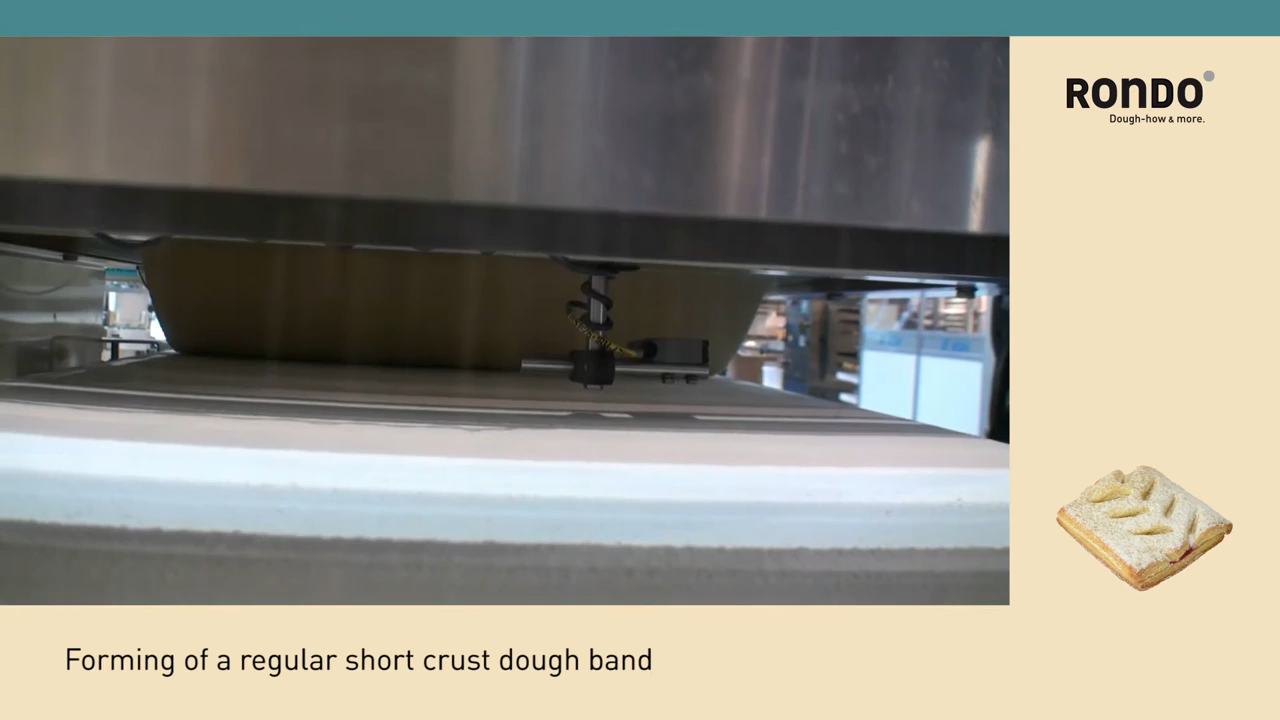 RONDO
Dough-how & more.
Forming of a regular short crust dough band